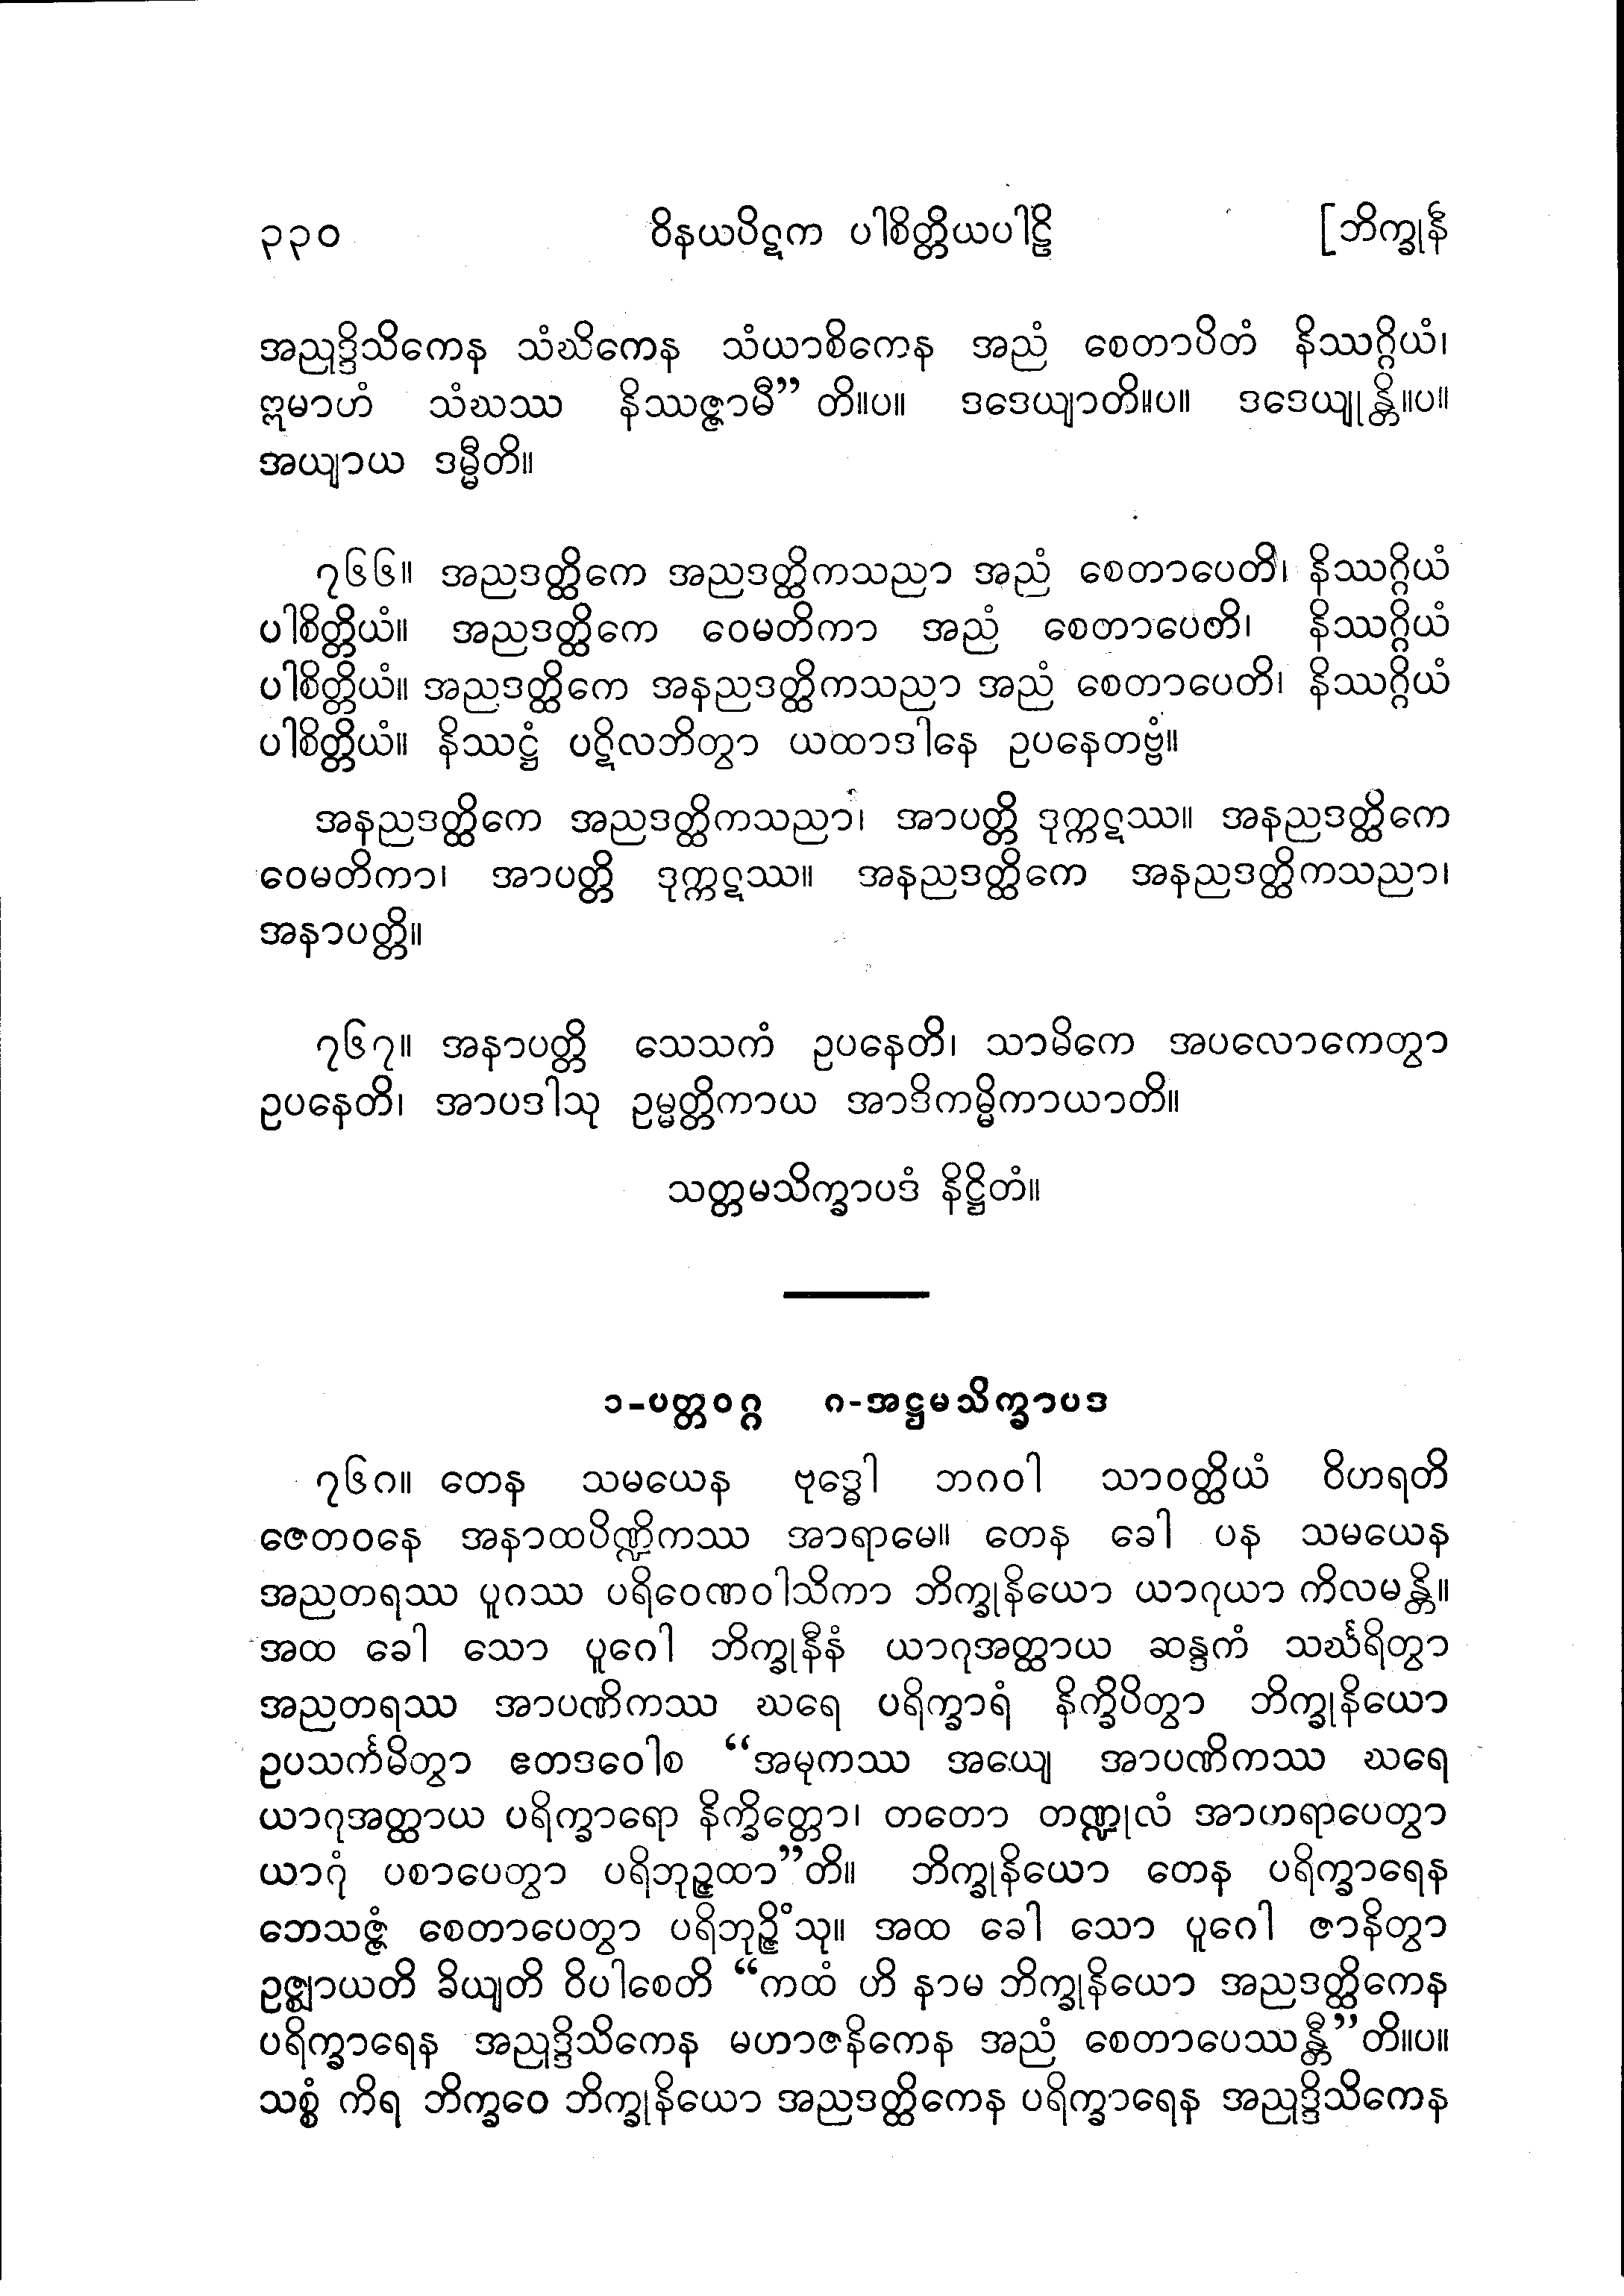 ၃၃၀ ဝိနယပိဋက ပါစိတ္တိယပါဠိ [ဘိက္ခုနီ
အညုဒ္ဒိသိကေန သံဃိကေန သံယာစိကေန အညံ စေတာပိတံ နိဿဂ္ဂိယံ၊
ဣမာဟံ သံဃဿ နိဿဇ္ဇာမီ” တိ။ပ။ ဒဒေယျာတိ။ပ။ ဒဒေယျုန္တိ။ပ။
အယျာယ ဒမ္မီတိ။
၇၆၆။ အညဒတ္ထိကေ အညဒတ္ထိကသညာ အညံ စေတာပေတိ၊ နိဿဂ္ဂိယံ
ပါစိတ္တိယံ။ အညဒတ္ထိကေ ဝေမတိကာ အညံ စေတာပေတိ၊ နိဿဂ္ဂိယံ
ပါစိတ္တိယံ။ အညဒတ္ထိကေ အနညဒတ္ထိကသညာ အညံ စေတာပေတိ၊ နိဿဂ္ဂိယံ
ပါစိတ္တိယံ။ နိဿဋ္ဌံ ပဋိလဘိတွာ ယထာဒါနေ ဥပနေတဗ္ဗံ။
အနညဒတ္ထိကေ အညဒတ္ထိကသညာ၊ အာပတ္တိ ဒုက္ကဋဿ။ အနညဒတ္ထိကေ
ဝေမတိကာ၊ အာပတ္တိ ဒုက္ကဋဿ။ အနညဒတ္ထိကေ အနညဒတ္ထိကသညာ၊
အနာပတ္တိ။
၇၆၇။ အနာပတ္တိ သေသကံ ဥပနေတိ၊ သာမိကေ အပလောကေတွာ
ဥပနေတိ၊ အာပဒါသု ဥမ္မတ္တိကာယ အာဒိကမ္မိကာယာတိ။
သတ္တမသိက္ခာပဒံ နိဋ္ဌိတံ။
၁-ပတ္တဝဂ္ဂ ၈-အဋ္ဌမသိက္ခာပဒ
၇၆၈။ တေန သမယေန ဗုဒ္ဓေါ ဘဂဝါ သာဝတ္ထိယံ ဝိဟရတိ
ဇေတဝနေ အနာထပိဏ္ဍိကဿ အာရာမေ။ တေန ခေါ ပန သမယေန
အညတရဿ ပူဂဿ ပရိဝေဏဝါသိကာ ဘိက္ခုနိယော ယာဂုယာ ကိလမန္တိ။
အထ ခေါ သော ပူဂေါ ဘိက္ခုနီနံ ယာဂုအတ္ထာယ ဆန္ဒကံ သင်္ဃရိတွာ
အညတရဿ အာပဏိကဿ ဃရေ ပရိက္ခာရံ နိက္ခိပိတွာ ဘိက္ခုနိယော
ဥပသင်္ကမိတွာ ဧတဒဝေါစ “အမုကဿ အယျေ အာပဏိကဿ ဃရေ
ယာဂုအတ္ထာယ ပရိက္ခာရော နိက္ခိတ္တော၊ တတော တဏ္ဍုလံ အာဟရာပေတွာ
ယာဂုံ ပစာပေတွာ ပရိဘုဉ္ဇထာ”တိ။ ဘိက္ခုနိယော တေန ပရိက္ခာရေန
ဘေသဇ္ဇံ စေတာပေတွာ ပရိဘုဉ္ဇိံသု။ အထ ခေါ သော ပူဂေါ ဇာနိတွာ
ဥဇ္ဈာယတိ ခိယျတိ ဝိပါစေတိ “ကထံ ဟိ နာမ ဘိက္ခုနိယော အညဒတ္ထိကေန
ပရိက္ခာရေန အညုဒ္ဒိသိကေန မဟာဇနိကေန အညံ စေတာပေဿန္တီ”တိ။ပ။
သစ္စံ ကိရ ဘိက္ခဝေ ဘိက္ခုနိယော အညဒတ္ထိကေန ပရိက္ခာရေန အညုဒ္ဒိသိကေန